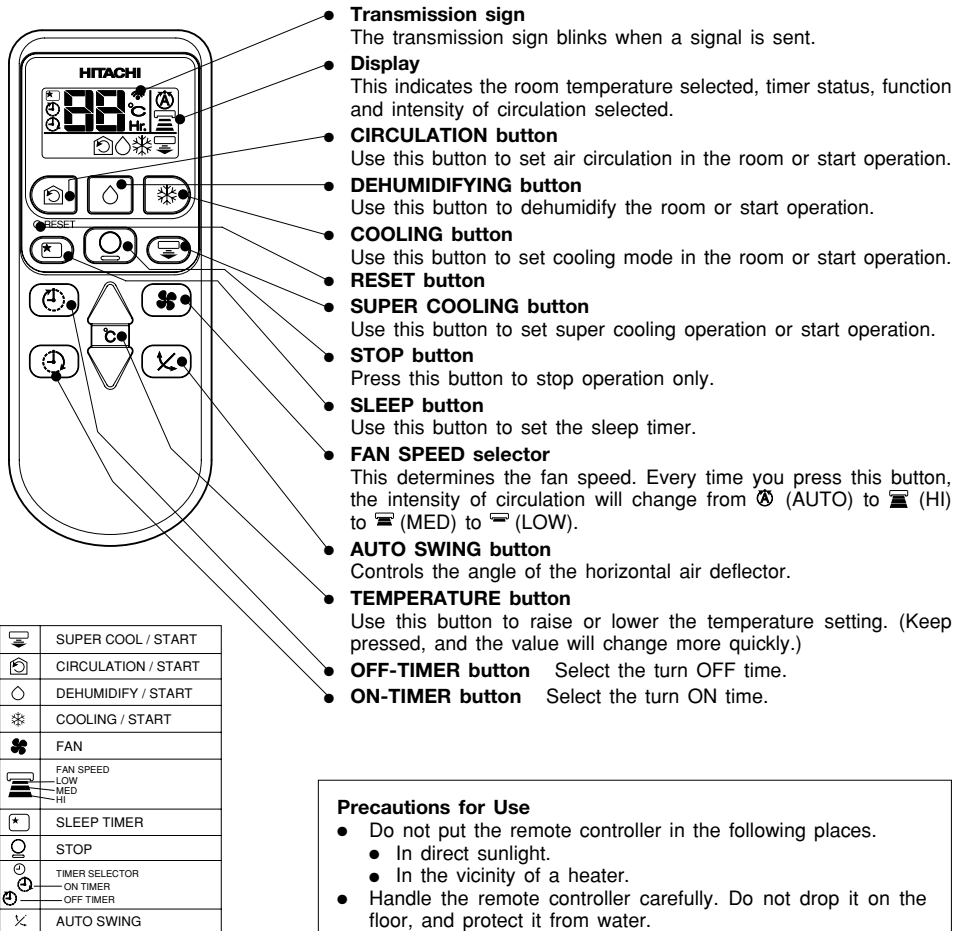 Transmission sign
The transmission sign blinks when a signal is sent.
Display
This indicates the room temperature selected, timer status, function
and intensity of circulation selected.
CIRCULATION button
Use this button to set air circulation in the room or start operation.
DEHUMIDIFYING button
Use this button to dehumidify the room or start operation.
COOLING button
Use this button to set cooling mode in the room or start operation.
RESET button
SUPER COOLING button
Use this button to set super cooling operation or start operation.
STOP button
Press this button to stop operation only.
SLEEP button
Use this button to set the sleep timer.
FAN SPEED selector
This determines the fan speed. Every time you press this button,
the intensity of circulation will change from (AUTO) to (HI)
to (MED) to (LOW).
AUTO SWING button
Controls the angle of the horizontal air deflector.
TEMPERATURE button
Use this button to raise or lower the temperature setting. (Keep
pressed, and the value will change more quickly.)
OFF-TIMER button Select the turn OFF time.
ON-TIMER button Select the turn ON time.
HITACHI
88 °C
Hr.
RESET
°C
SUPER COOL / START
CIRCULATION / START
DEHUMIDIFY / START
COOLING / START
FAN
FAN SPEED
LOW
MED
HI
SLEEP TIMER
STOP
TIMER SELECTOR
ON TIMER
OFF TIMER
AUTO SWING
Precautions for Use
● Do not put the remote controller in the following places.
● In direct sunlight.
● In the vicinity of a heater.
● Handle the remote controller carefully. Do not drop it on the
floor, and protect it from water.